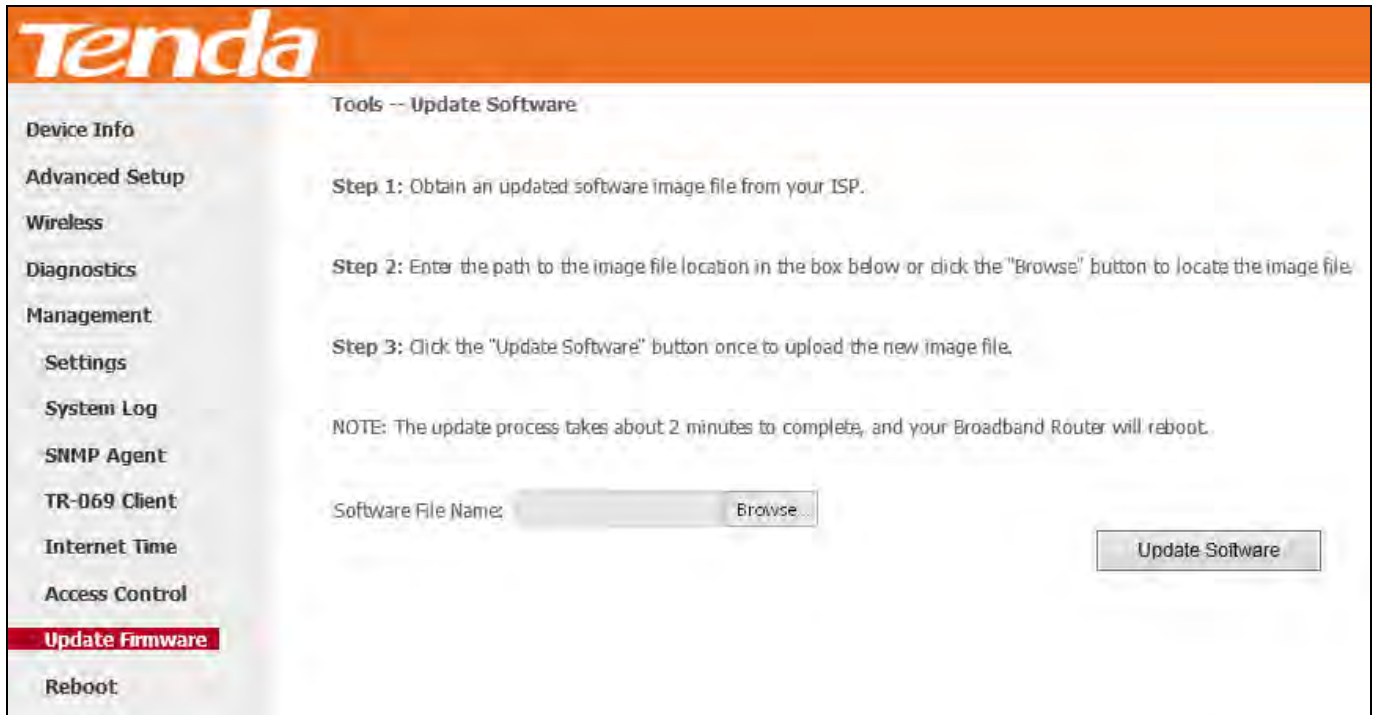 Tenda
Device Info
Advanced Setup
Wireless
Diagnostics
Management
Settings
System Log
SNMP Agent
TR-069 Client
Internet Time
Access Control
Update Firmware
Reboot
Tools -- Update Software
Step 1: Obtain an updated software image file from your ISP.
Step 2: Enter the path to the image file location in the box below or click the "Browse" button to locate the image file.
Step 3: Click the "Update Software" button once to upload the new image file.
NOTE: The update process takes about 2 minutes to complete, and your Broadband Router will reboot.
Software File Name: Browse...
Update Software